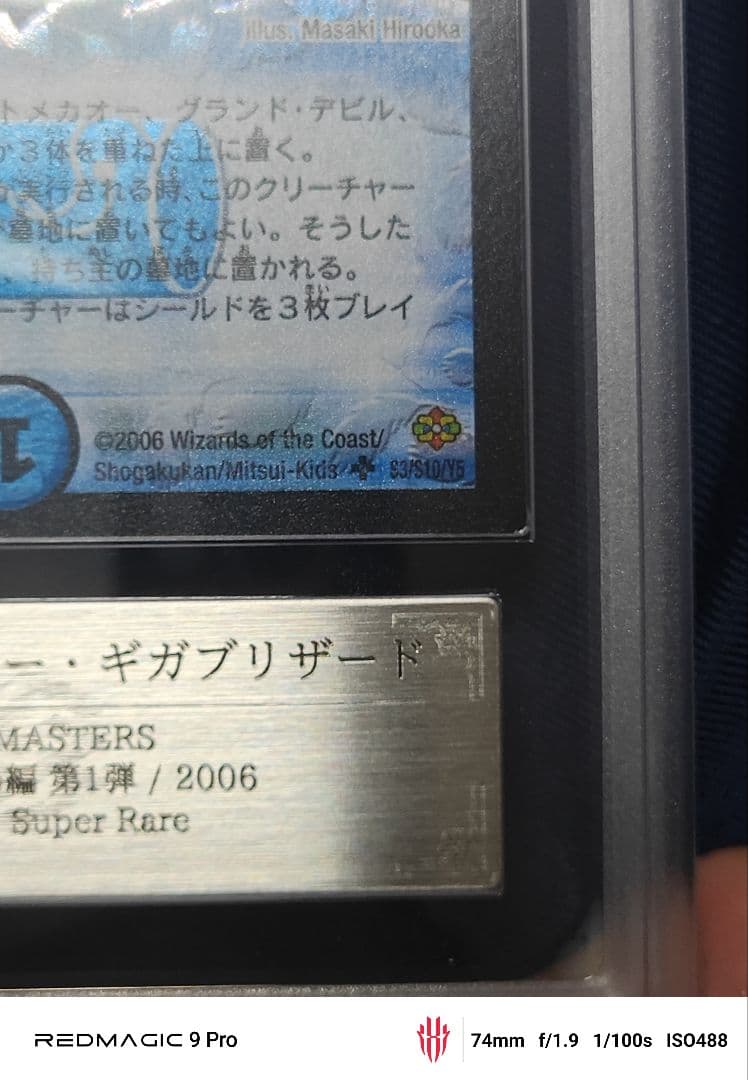 illus. Masaki Hirooka
トメカオー、グランド・デビル、
か3体を重ねた上に置く。
が実行される時、このクリーチャー
墓地に置いてもよい。そうした
、持ち主の墓地に置かれる。
ーチャーはシールドを3枚ブレイ
©2006 Wizards of the Coast/
Shogakukan/Mitsui-Kids S3/S10/Y5
ー・ギガブリザード
MASTERS
編 第1弾 / 2006
Super Rare
REDMAGIC 9 Pro 74mm f/1.9 1/100s ISO488